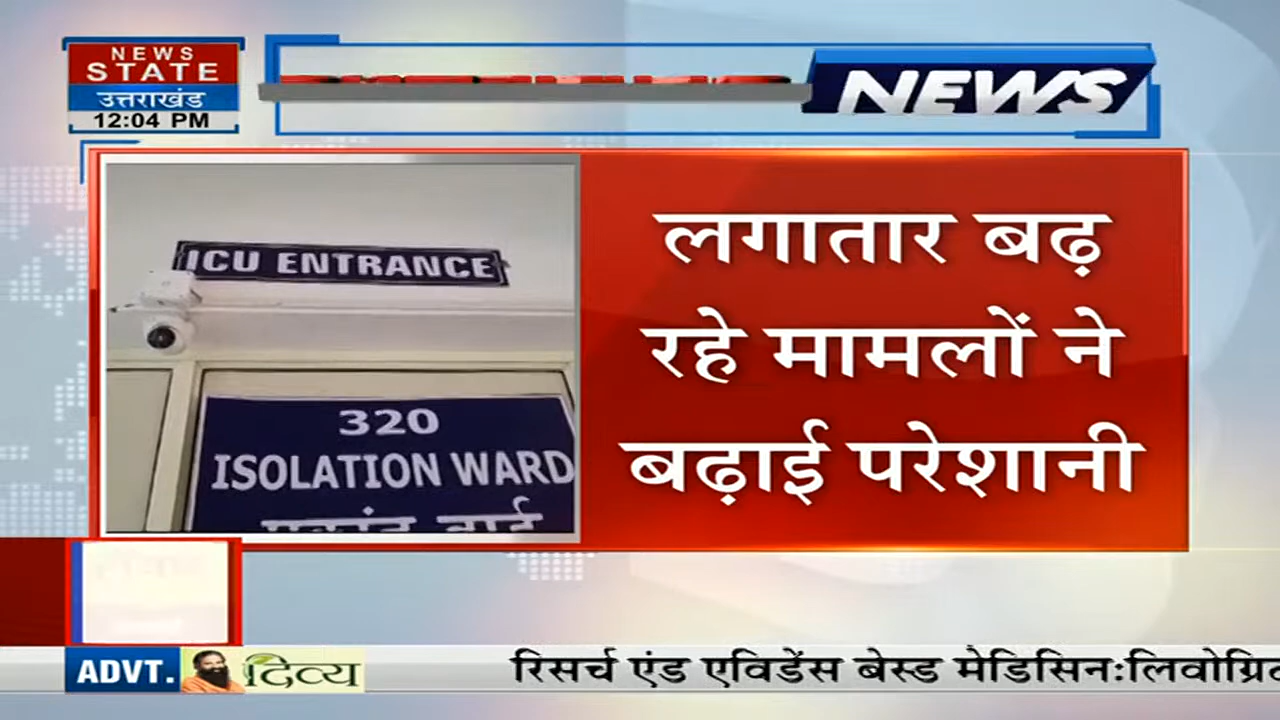 NEWS
STATE
उत्तराखंड
12:04 PM
NEWS
ICU ENTRANCE
320
ISOLATION WARD
लगातार बढ़
रहे मामलों ने
बढ़ाई परेशानी
ADVT. दिव्य रिसर्च एंड एविडेंस बेस्ड मेडिसिन:लिवोग्रिट